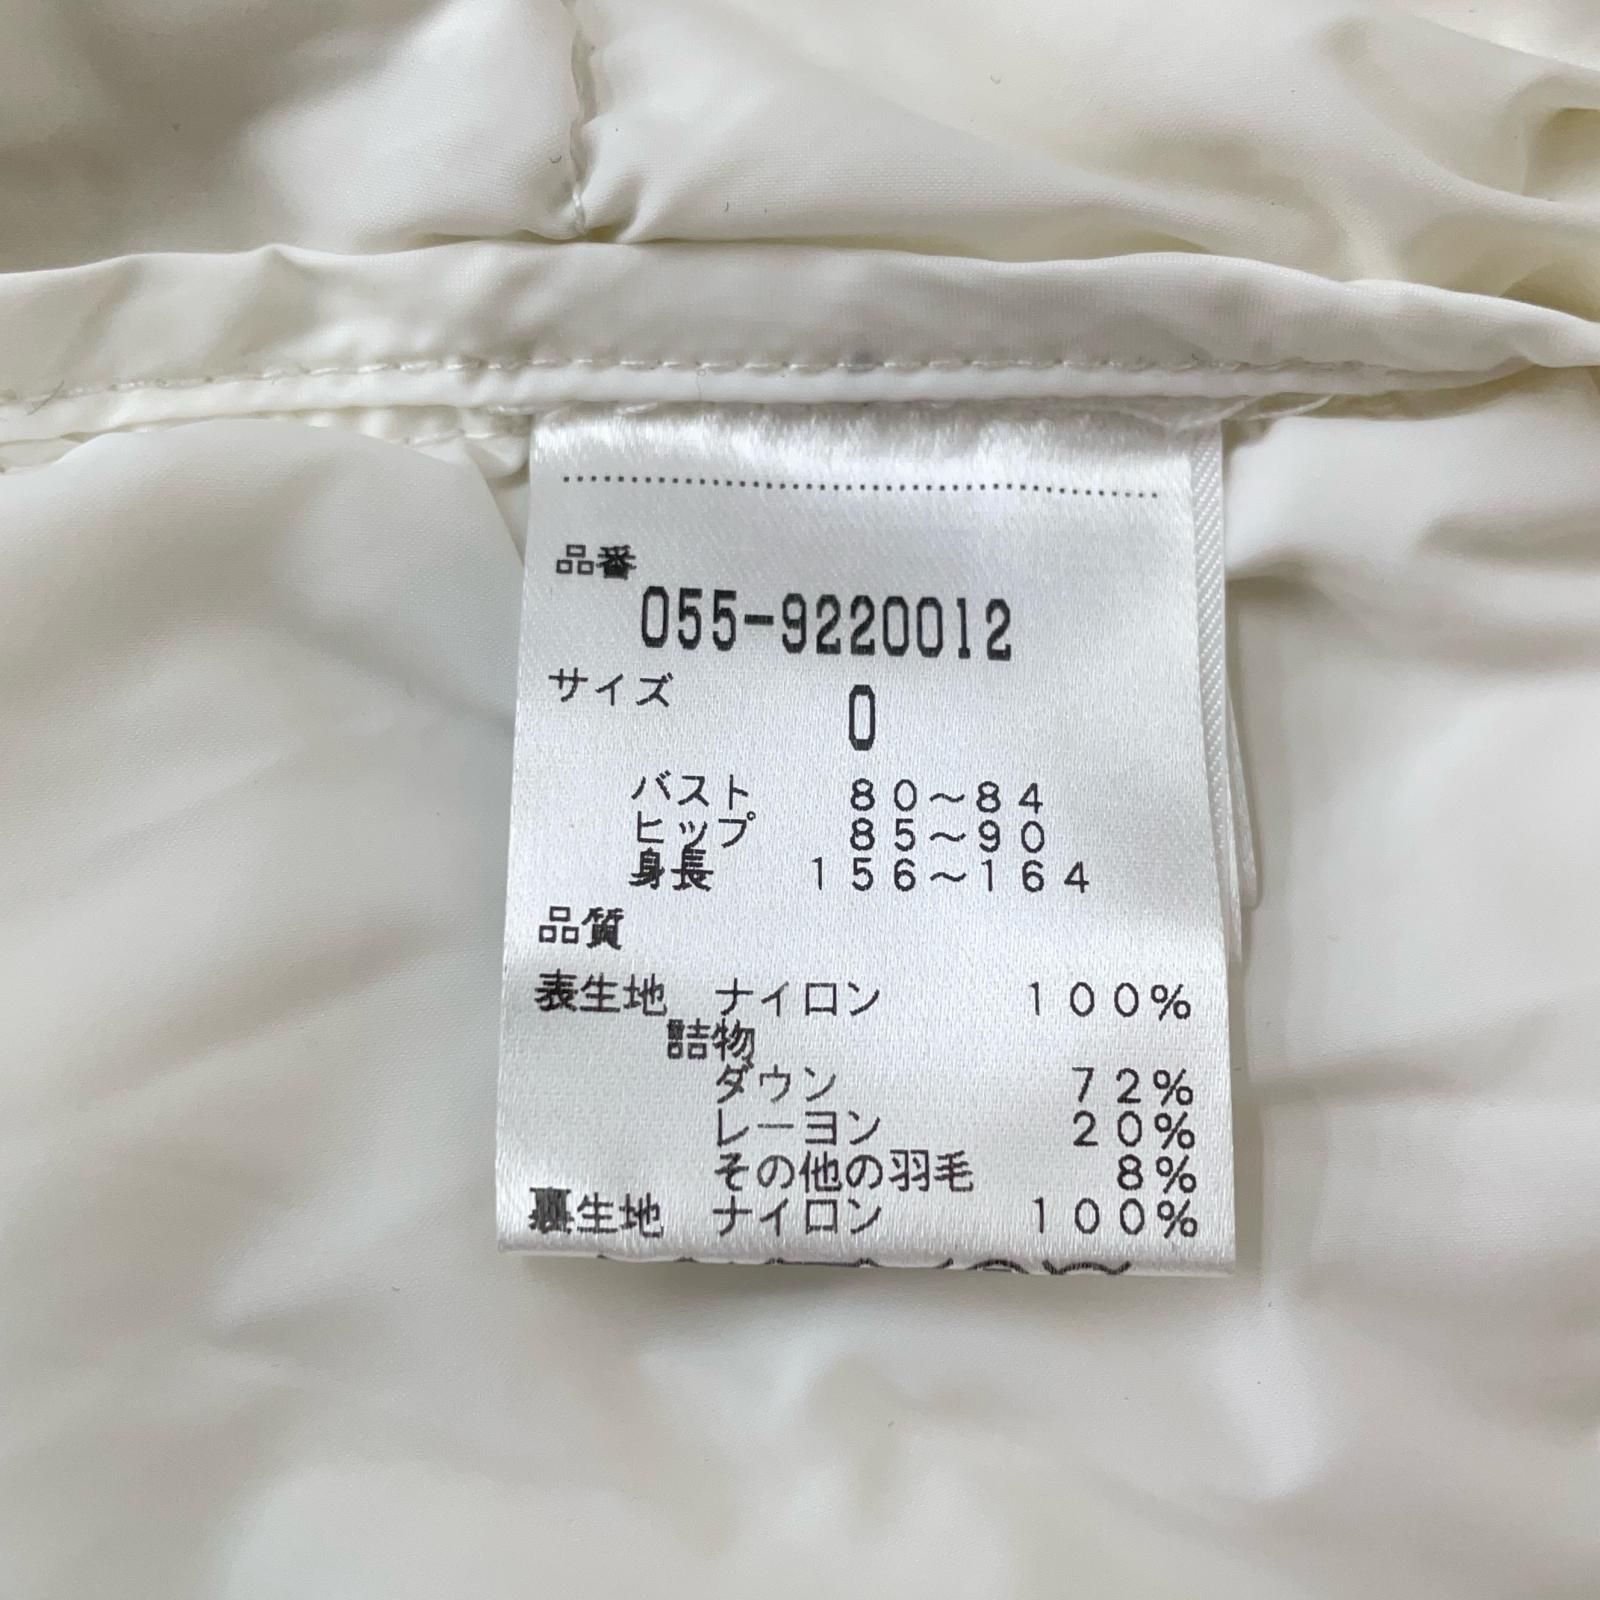 品番
055-9220012
サイズ 0
バスト 80～84
ヒップ 85～90
身長 156～164
品質
表生地 ナイロン 100%
詰物
ダウン 72%
レーヨン 20%
その他の羽毛 8%
裏生地 ナイロン 100%